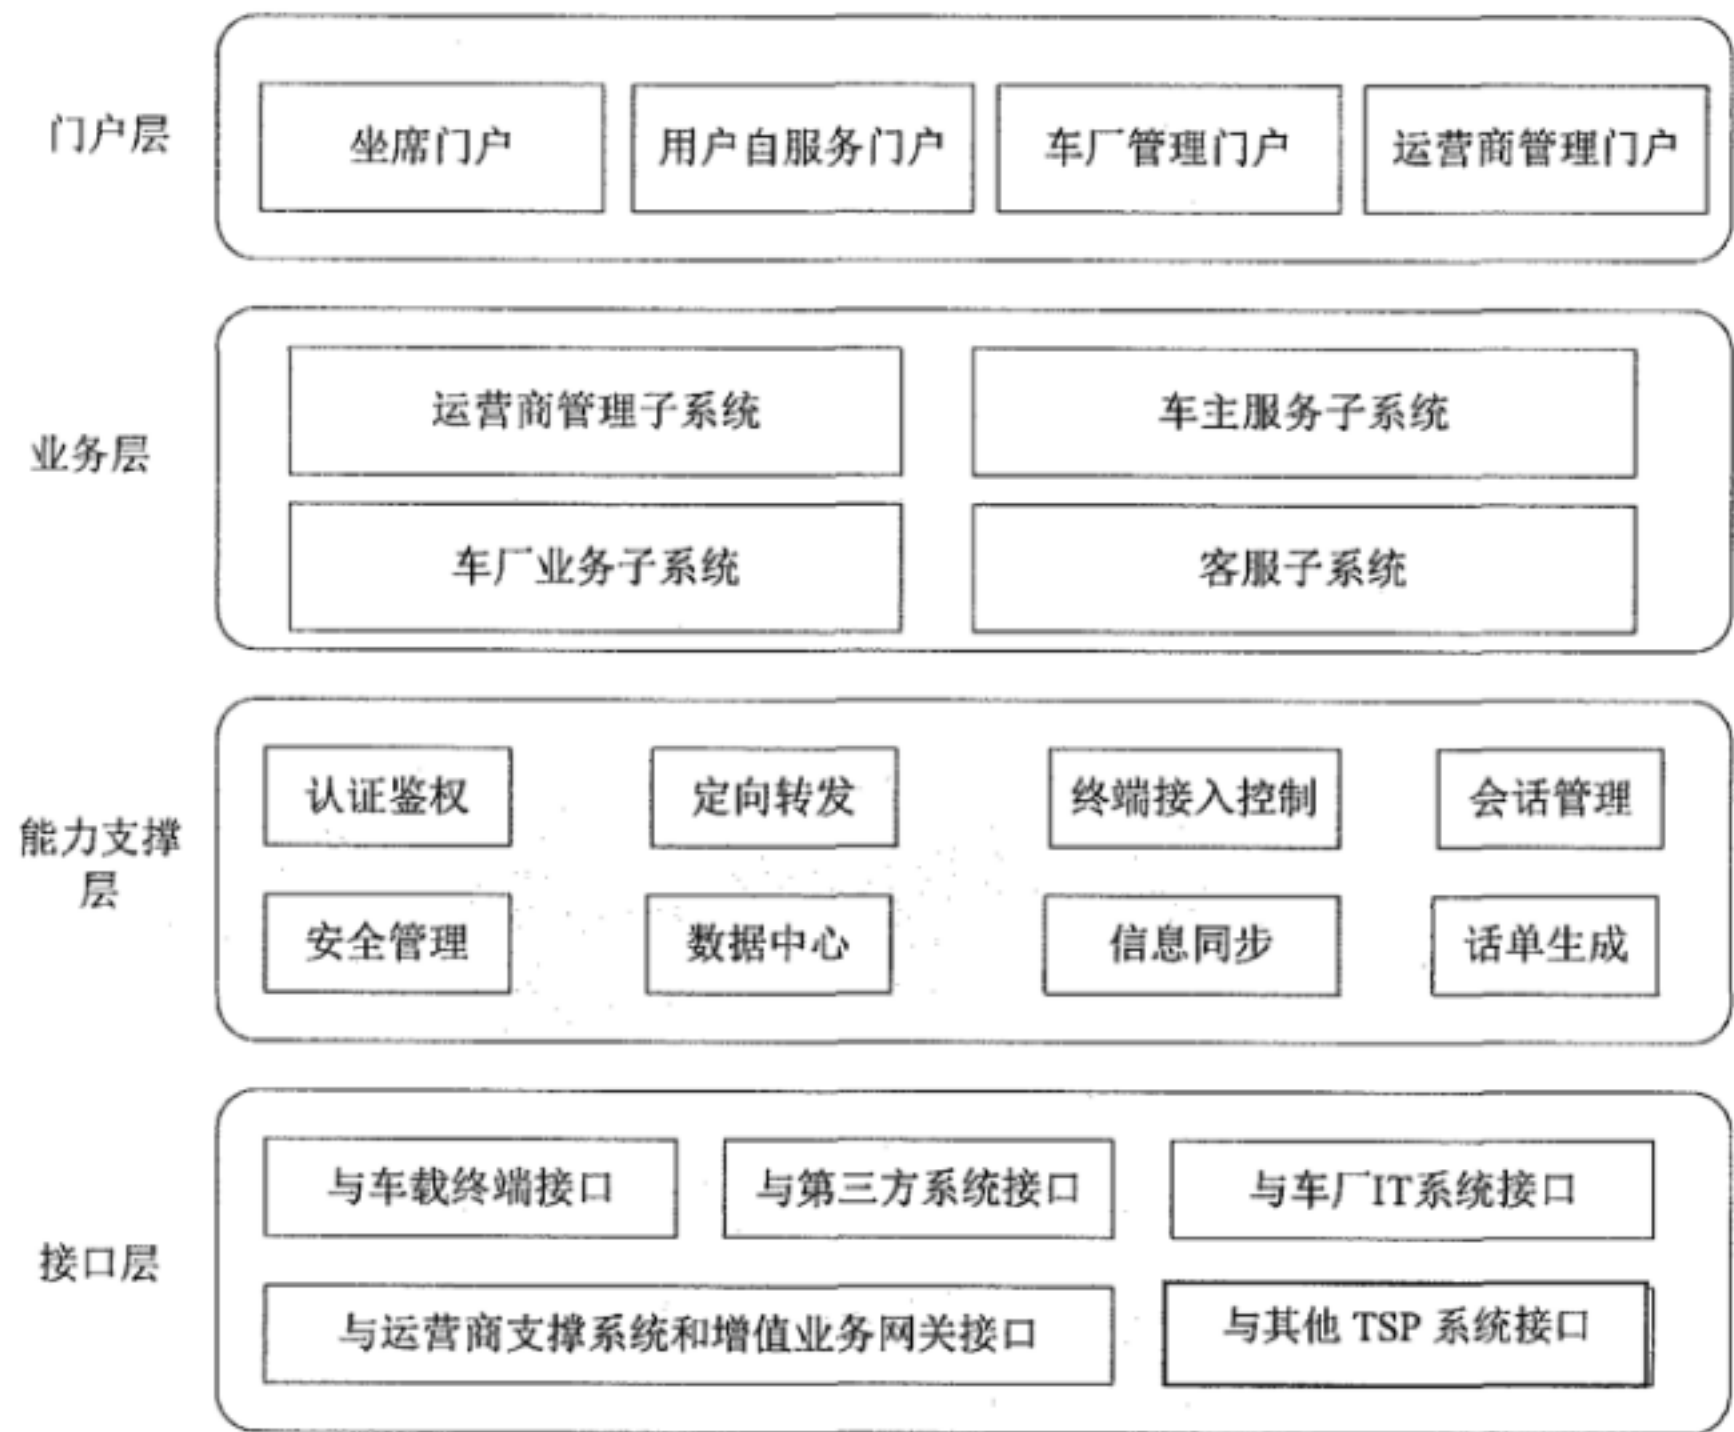 门户层
坐席门户
用户自服务门户
车厂管理门户
运营商管理门户
业务层
运营商管理子系统
车主服务子系统
车厂业务子系统
客服子系统
能力支撑
层
认证鉴权
定向转发
终端接入控制
会话管理
安全管理
数据中心
信息同步
话单生成
接口层
与车载终端接口
与第三方系统接口
与车厂IT系统接口
与运营商支撑系统和增值业务网关接口
与其他 TSP 系统接口